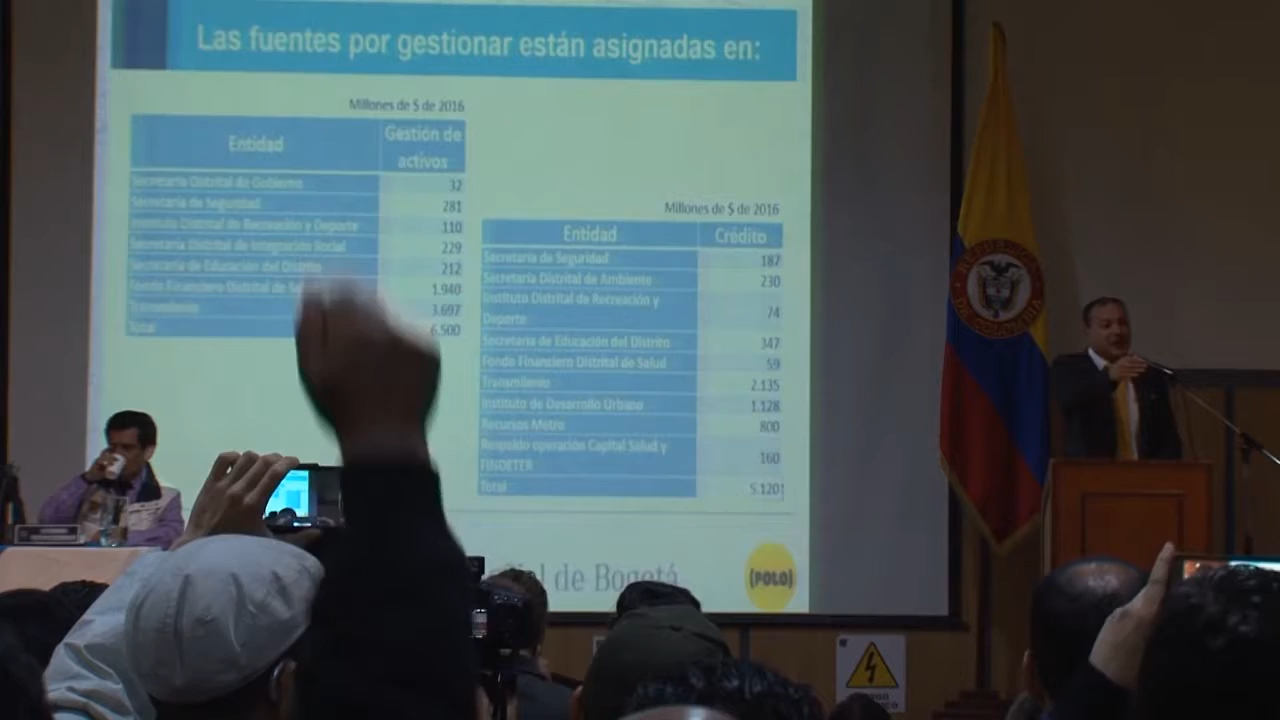 Las fuentes por gestionar están asignadas en:
Millones de $ de 2016
Entidad Gestión de activos
Secretaría Distrital de Gobierno 32
Secretaría de Seguridad 281
Instituto Distrital de Recreación y Deporte 110
Secretaría Distrital de Integración Social 229
Secretaría de Educación del Distrito 212
Fondo Financiero Distrital de 1.940
Transmilenio 3.697
Total 6.500
Millones de $ de 2016
Entidad Crédito
Secretaría de Seguridad 187
Secretaría Distrital de Ambiente 230
Instituto Distrital de Recreación y
Deporte 74
Secretaría de Educación del Distrito 347
Fondo Financiero Distrital de Salud 59
Transmilenio 2.135
Instituto de Desarrollo Urbano 1.128
Recursos Metro 800
Respaldo operación Capital Salud y
FINDETER 160
Total 5.120
de Bogotá
(POLO)
REPUBLICA
DE COLOMBIA